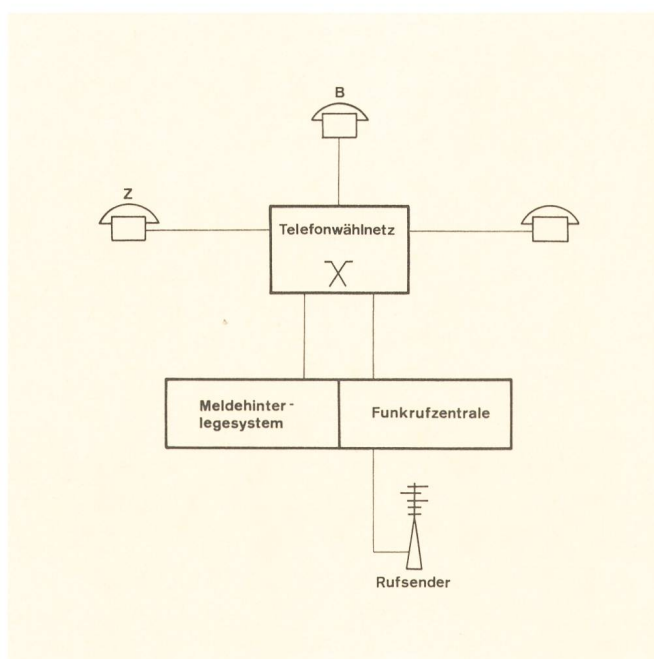 B
Z
Telefonwählnetz
Meldehinter-
legesystem
Funkrufzentrale
Rufsender